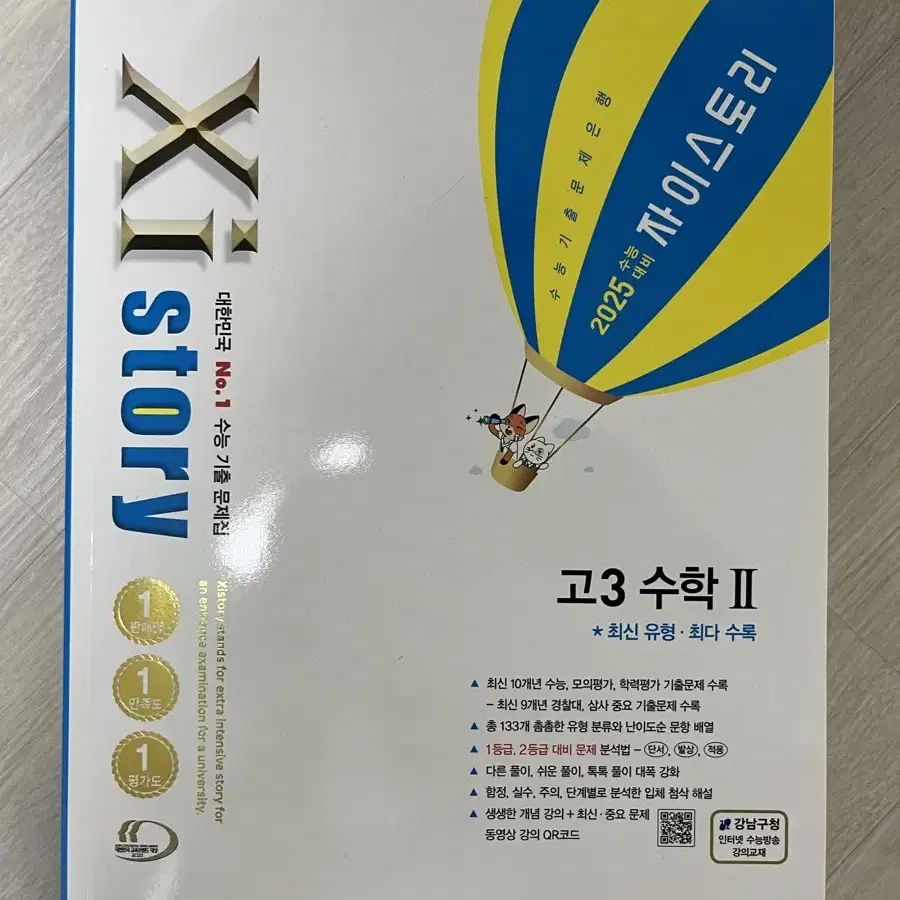 Xi
story
대한민국 No.1 수능 기출 문제집
Xistory stands for extra intensive story for
an enhance examination for a university.
1
판매량
1
만족도
1
평가도
수능 기출 문제 은행
2025 수능 대비 자이스토리
고3 수학 Ⅱ
* 최신 유형·최다 수록
▲ 최신 10개년 수능, 모의평가, 학력평가 기출문제 수록
– 최신 9개년 경찰대, 삼사 중요 기출문제 수록
▲ 총 133개 촘촘한 유형 분류와 난이도순 문항 배열
▲ 1등급, 2등급 대비 문제 분석법 – 단서, 발상, 적용
▲ 다른 풀이, 쉬운 풀이, 톡톡 풀이 대폭 강화
▲ 함정, 실수, 주의, 단계별로 분석한 입체 첨삭 해설
▲ 생생한 개념 강의 + 최신·중요 문제
동영상 강의 QR코드
강남구청
인터넷 수능방송
강의교재